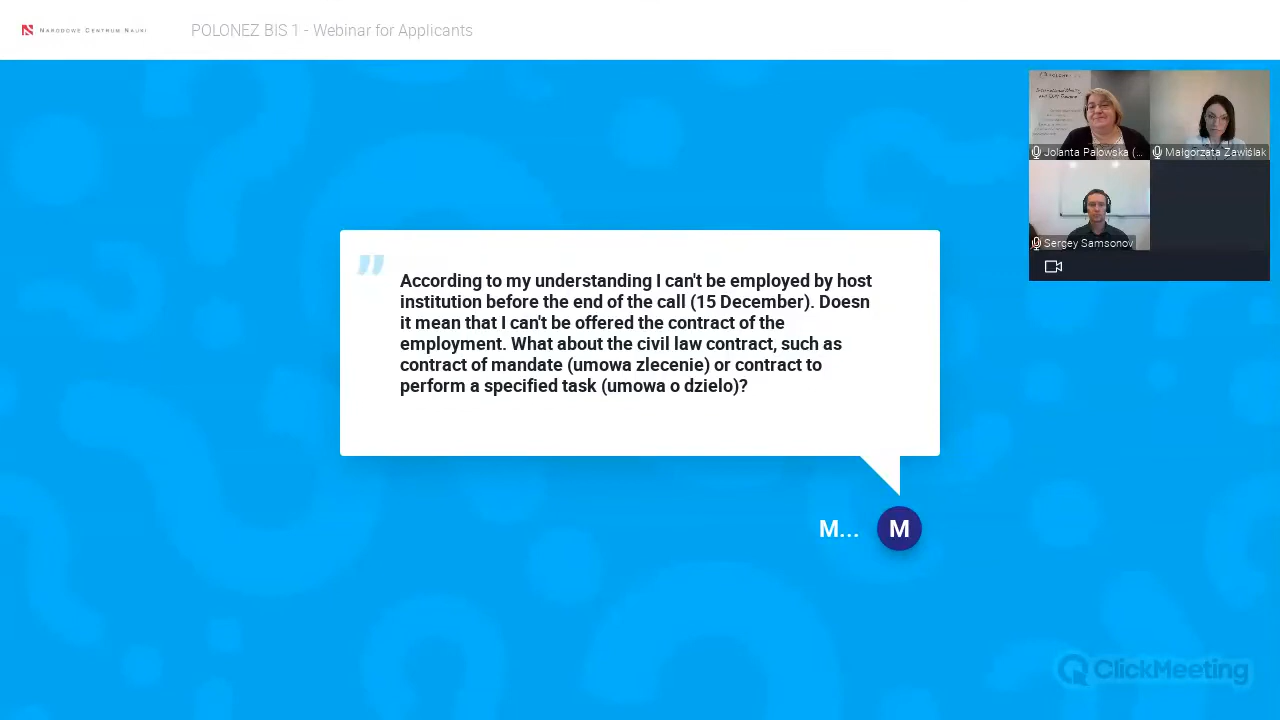 NARODOWE CENTRUM NAUKI
POLONEZ BIS 1 - Webinar for Applicants
Jolanta Palowska (...
Małgorzata Zawiślak
Sergey Samsonov
According to my understanding I can't be employed by host
institution before the end of the call (15 December). Doesn
it mean that I can't be offered the contract of the
employment. What about the civil law contract, such as
contract of mandate (umowa zlecenie) or contract to
perform a specified task (umowa o dzielo)?
M...
M
ClickMeeting